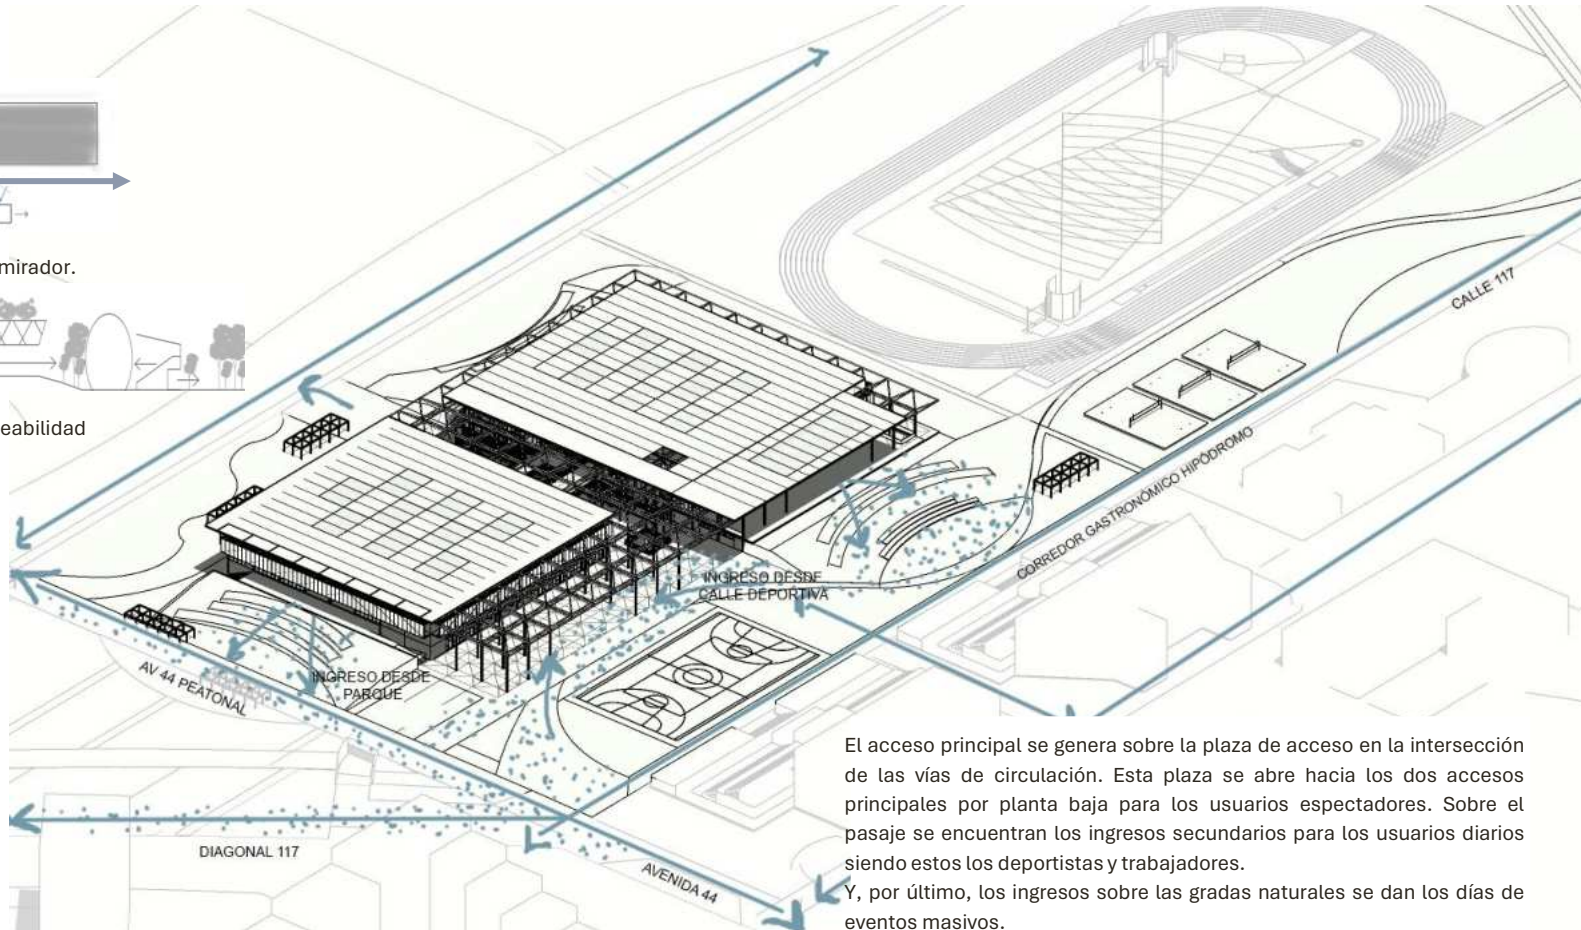 mirador.
eabilidad
CALLE 117
CORREDOR GASTRONÓMICO HIPÓDROMO
INGRESO DESDE
CALLE DEPORTIVA
INGRESO DESDE
PARQUE
AV 44 PEATONAL
DIAGONAL 117
AVENIDA 44
El acceso principal se genera sobre la plaza de acceso en la intersección
de las vías de circulación. Esta plaza se abre hacia los dos accesos
principales por planta baja para los usuarios espectadores. Sobre el
pasaje se encuentran los ingresos secundarios para los usuarios diarios
siendo estos los deportistas y trabajadores.
Y, por último, los ingresos sobre las gradas naturales se dan los días de
eventos masivos.